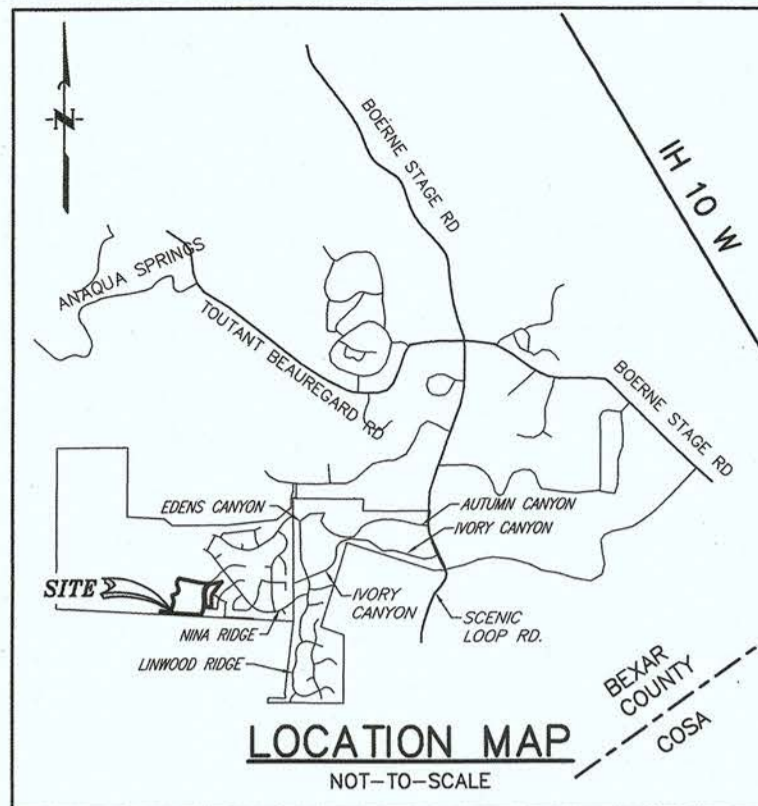 N
BOERNE STAGE RD
IH 10 W
ANAQUA SPRINGS
TOUTANT BEAUREGARD RD
BOERNE STAGE RD
EDENS CANYON
AUTUMN CANYON
IVORY CANYON
SITE
IVORY
CANYON
NINA RIDGE
SCENIC
LOOP RD.
LINWOOD RIDGE
BEXAR
COUNTY
COSA
LOCATION MAP
NOT-TO-SCALE